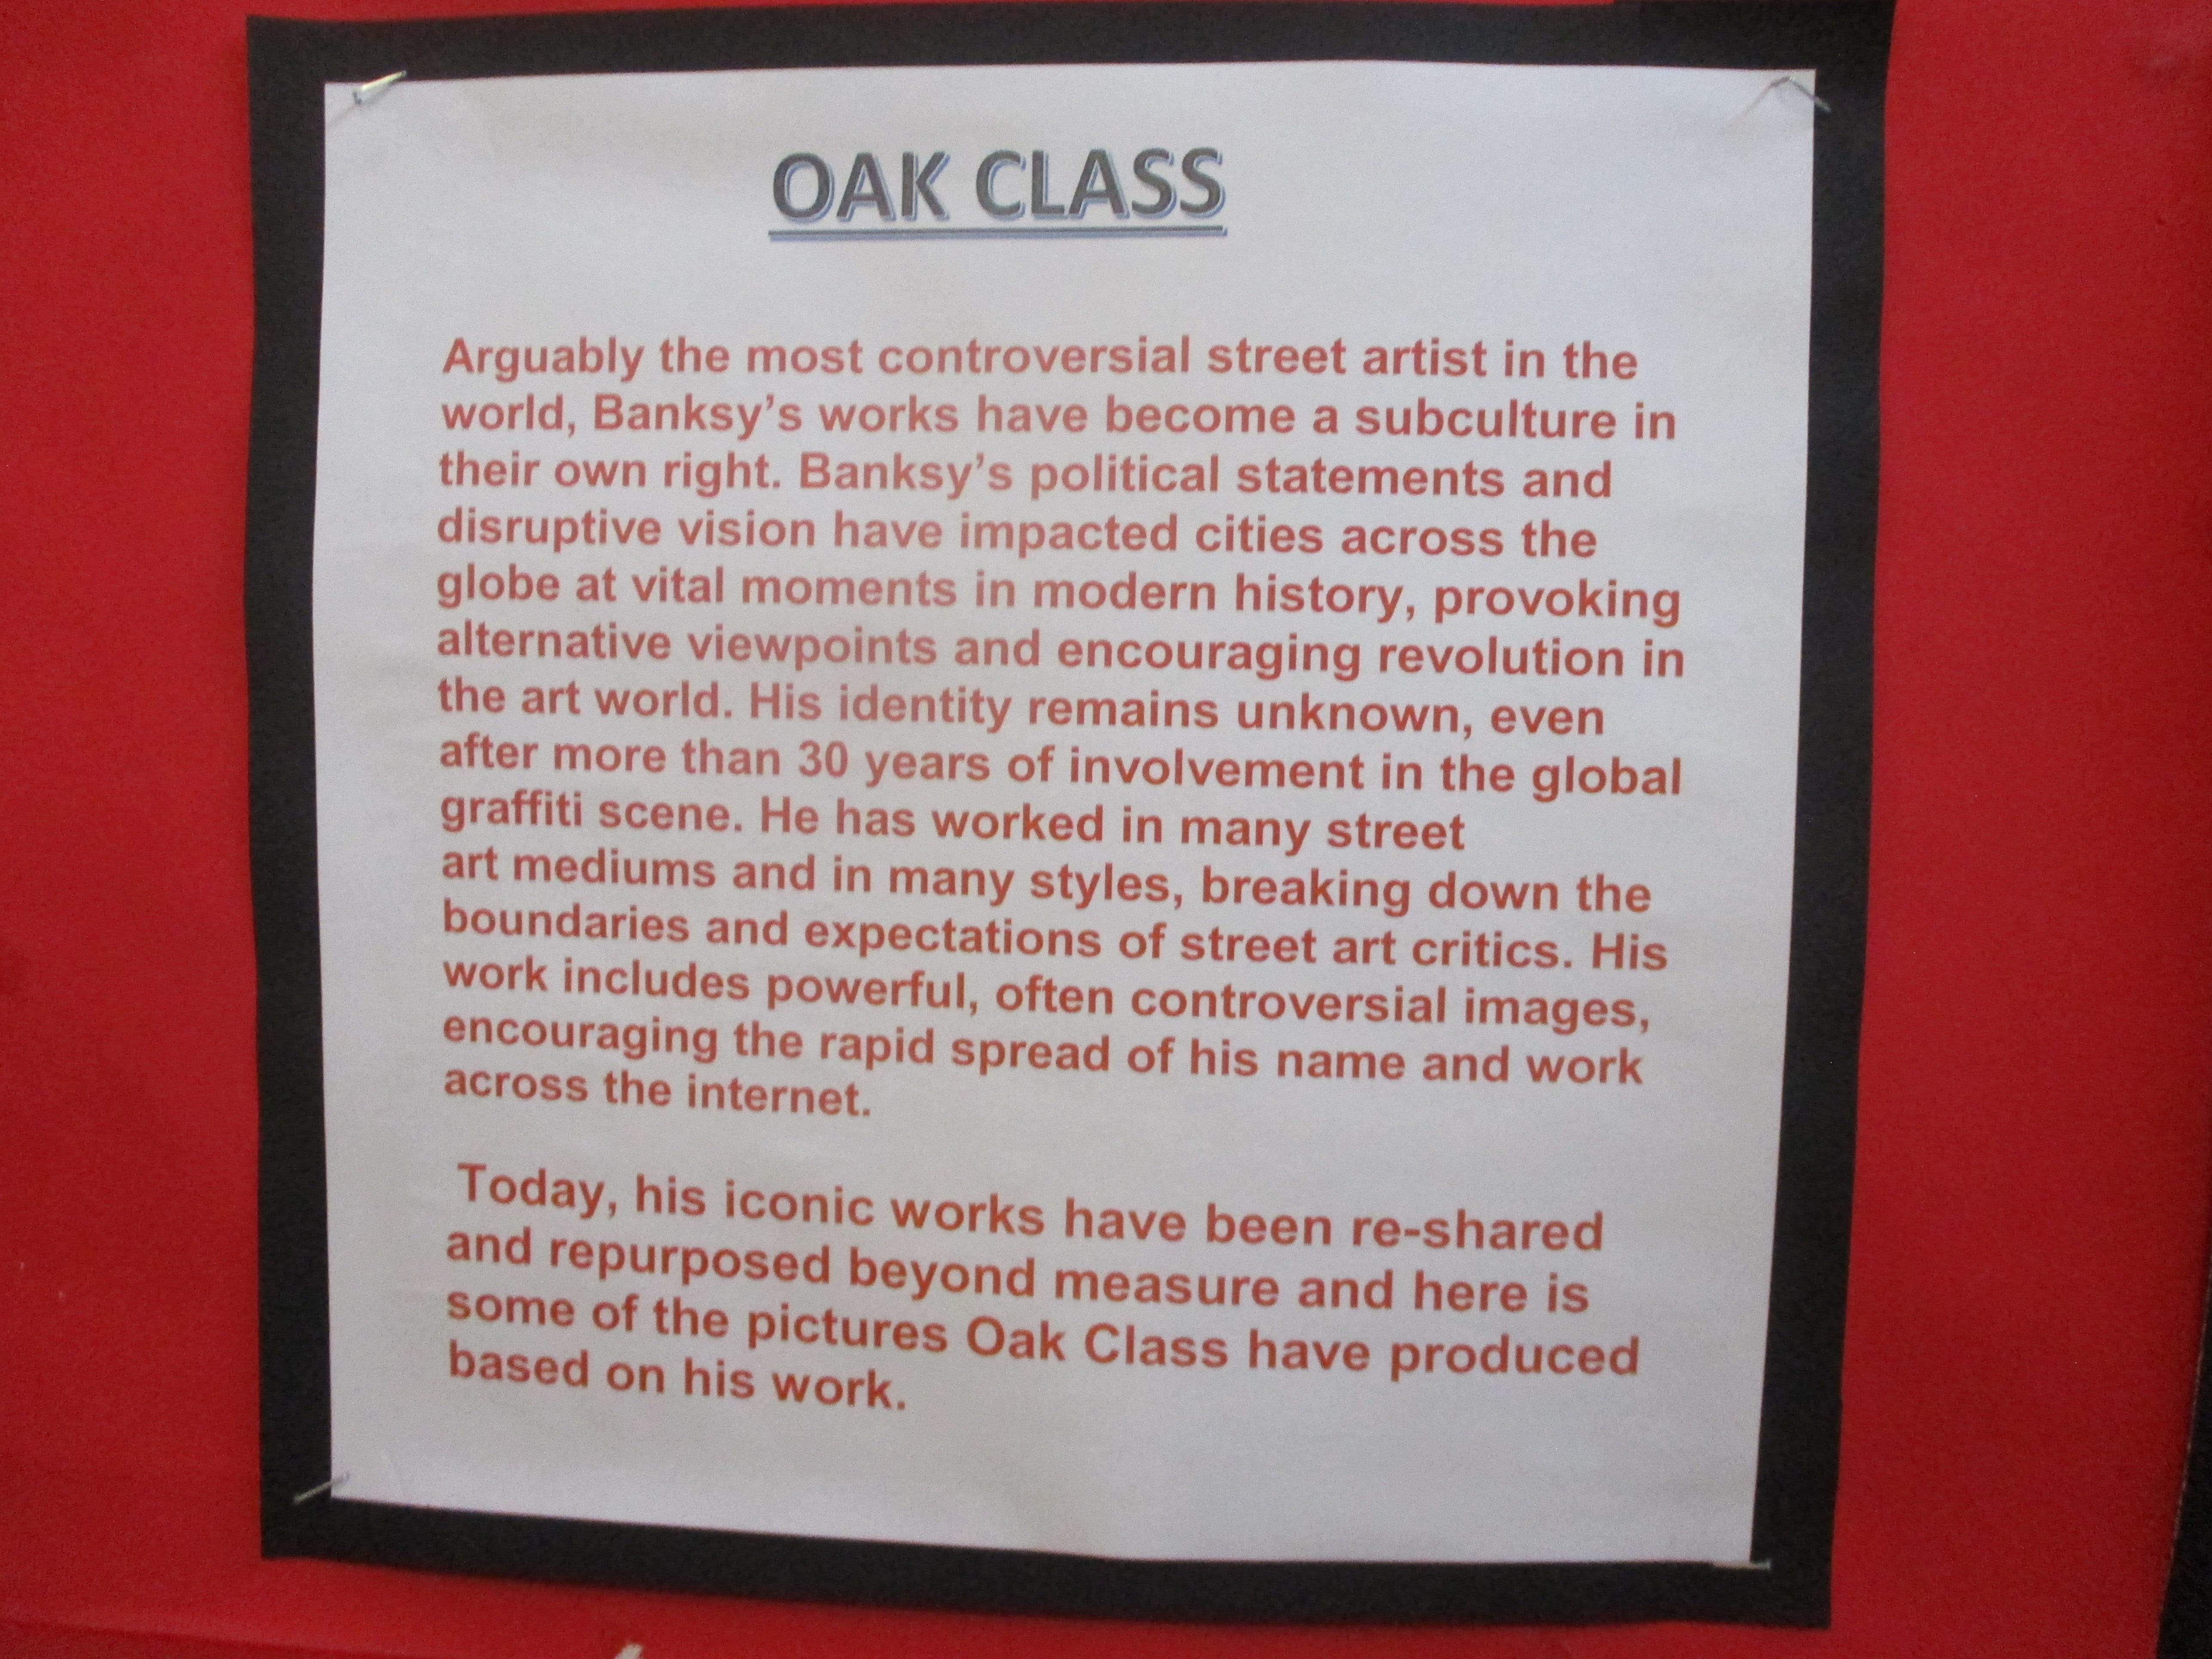 OAK CLASS
Arguably the most controversial street artist in the
world, Banksy’s works have become a subculture in
their own right. Banksy’s political statements and
disruptive vision have impacted cities across the
globe at vital moments in modern history, provoking
alternative viewpoints and encouraging revolution in
the art world. His identity remains unknown, even
after more than 30 years of involvement in the global
graffiti scene. He has worked in many street
art mediums and in many styles, breaking down the
boundaries and expectations of street art critics. His
work includes powerful, often controversial images,
encouraging the rapid spread of his name and work
across the internet.
Today, his iconic works have been re-shared
and repurposed beyond measure and here is
some of the pictures Oak Class have produced
based on his work.